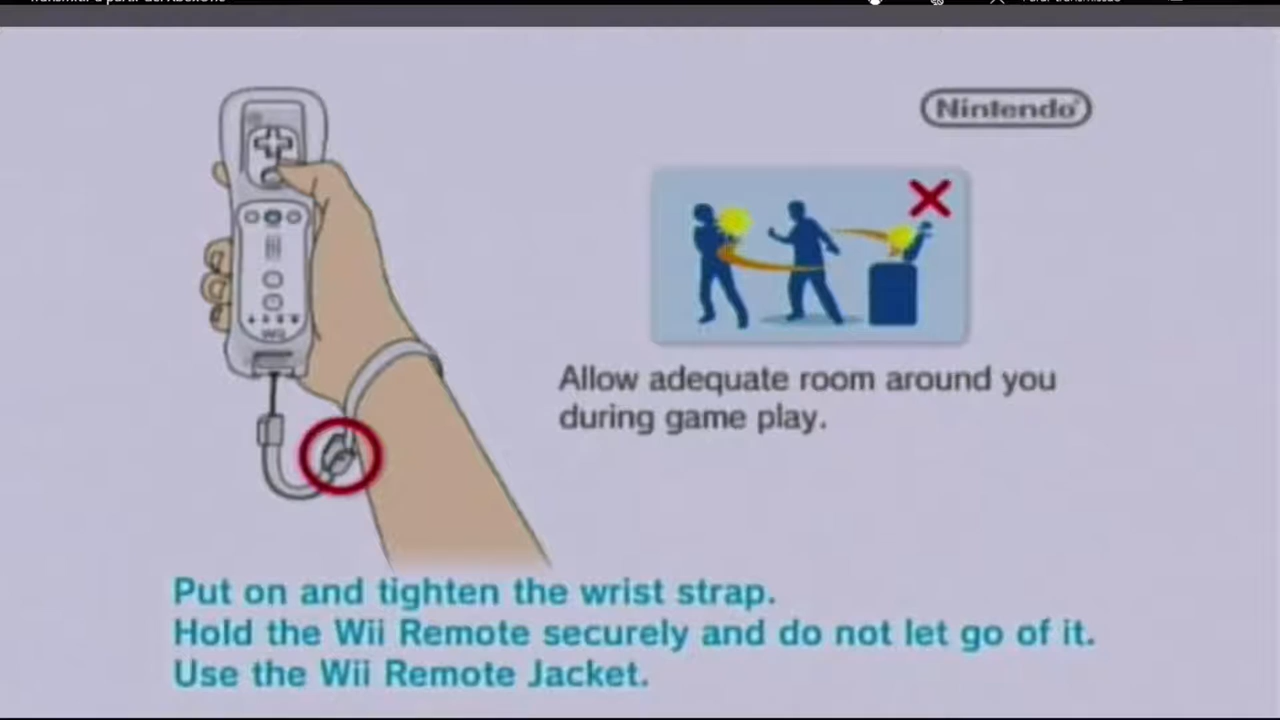 Nintendo
Allow adequate room around you
during game play.
Wii
Put on and tighten the wrist strap.
Hold the Wii Remote securely and do not let go of it.
Use the Wii Remote Jacket.